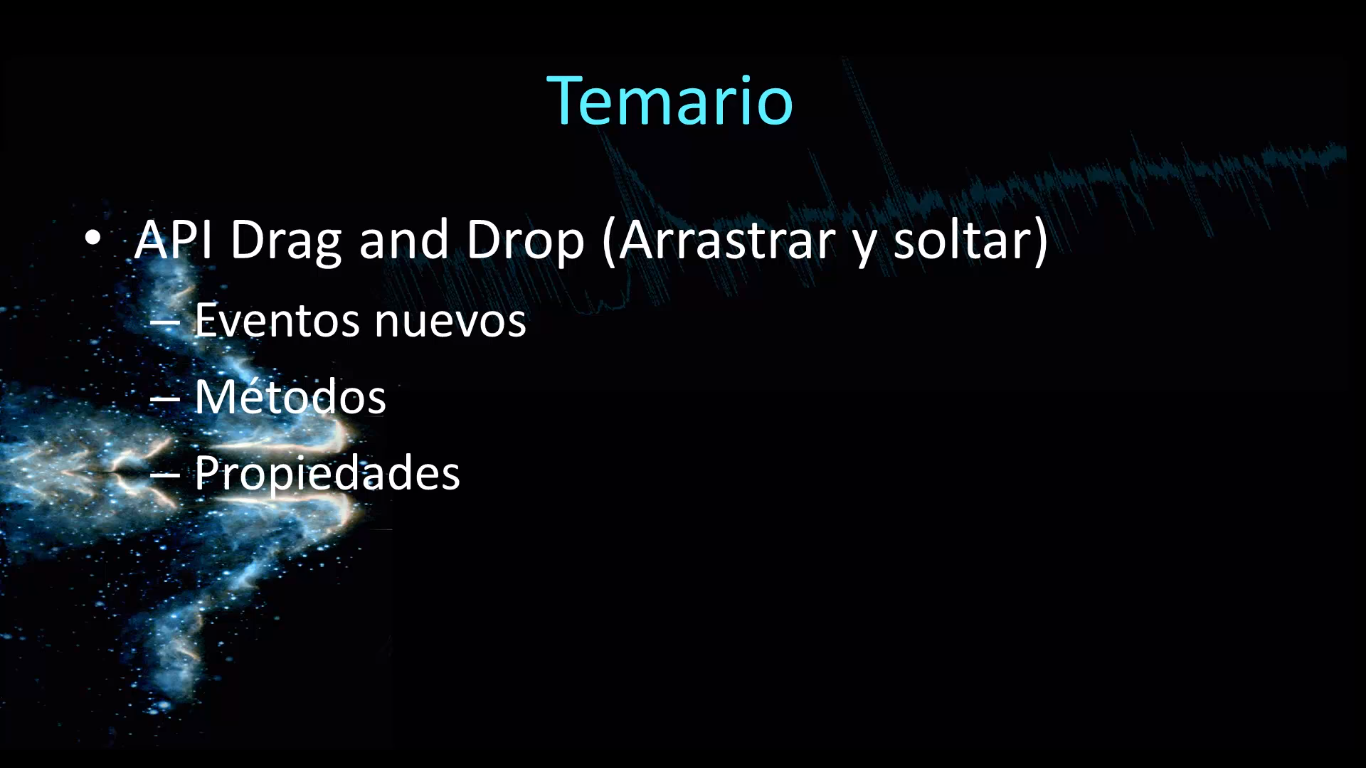 Temario
• API Drag and Drop (Arrastrar y soltar)
– Eventos nuevos
– Métodos
– Propiedades